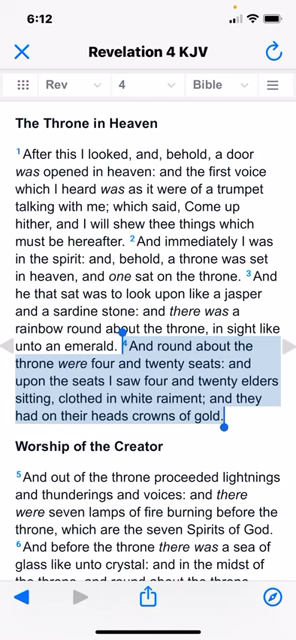 6:12
Revelation 4 KJV
Rev 4 Bible
The Throne in Heaven
1 After this I looked, and, behold, a door
was opened in heaven: and the first voice
which I heard was as it were of a trumpet
talking with me; which said, Come up
hither, and I will shew thee things which
must be hereafter. 2 And immediately I was
in the spirit: and, behold, a throne was set
in heaven, and one sat on the throne. 3 And
he that sat was to look upon like a jasper
and a sardine stone: and there was a
rainbow round about the throne, in sight like
unto an emerald. 4 And round about the
throne were four and twenty seats: and
upon the seats I saw four and twenty elders
sitting, clothed in white raiment; and they
had on their heads crowns of gold.
Worship of the Creator
5 And out of the throne proceeded lightnings
and thunderings and voices: and there
were seven lamps of fire burning before the
throne, which are the seven Spirits of God.
6 And before the throne there was a sea of
glass like unto crystal: and in the midst of
the throne, and round about the throne,